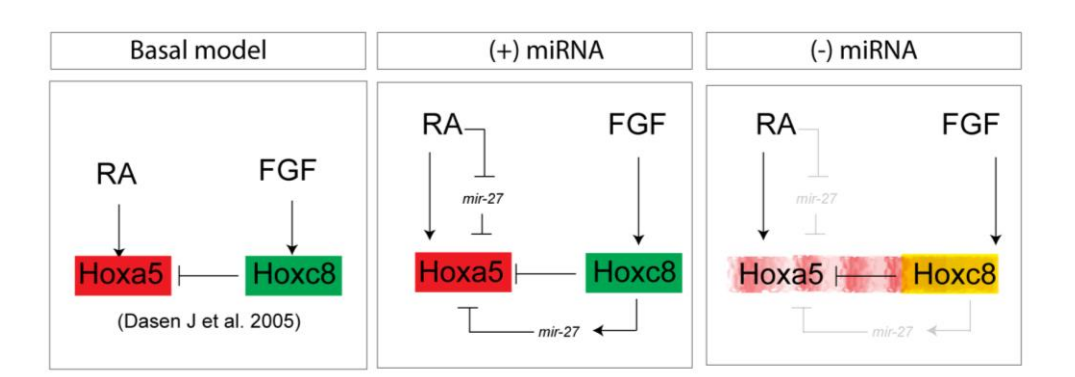 Basal model
(+) miRNA
(-) miRNA
RA
FGF
Hoxa5
Hoxc8
(Dasen J et al. 2005)
RA
FGF
mir-27
Hoxa5
Hoxc8
mir-27
RA
FGF
mir-27
Hoxa5
Hoxc8
mir-27